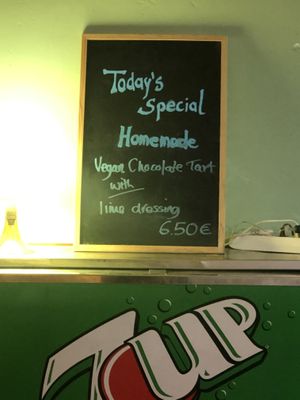 Today's
Special
Homemade
Vegan Chocolate Tart
with
lime dressing
6.50€
7UP